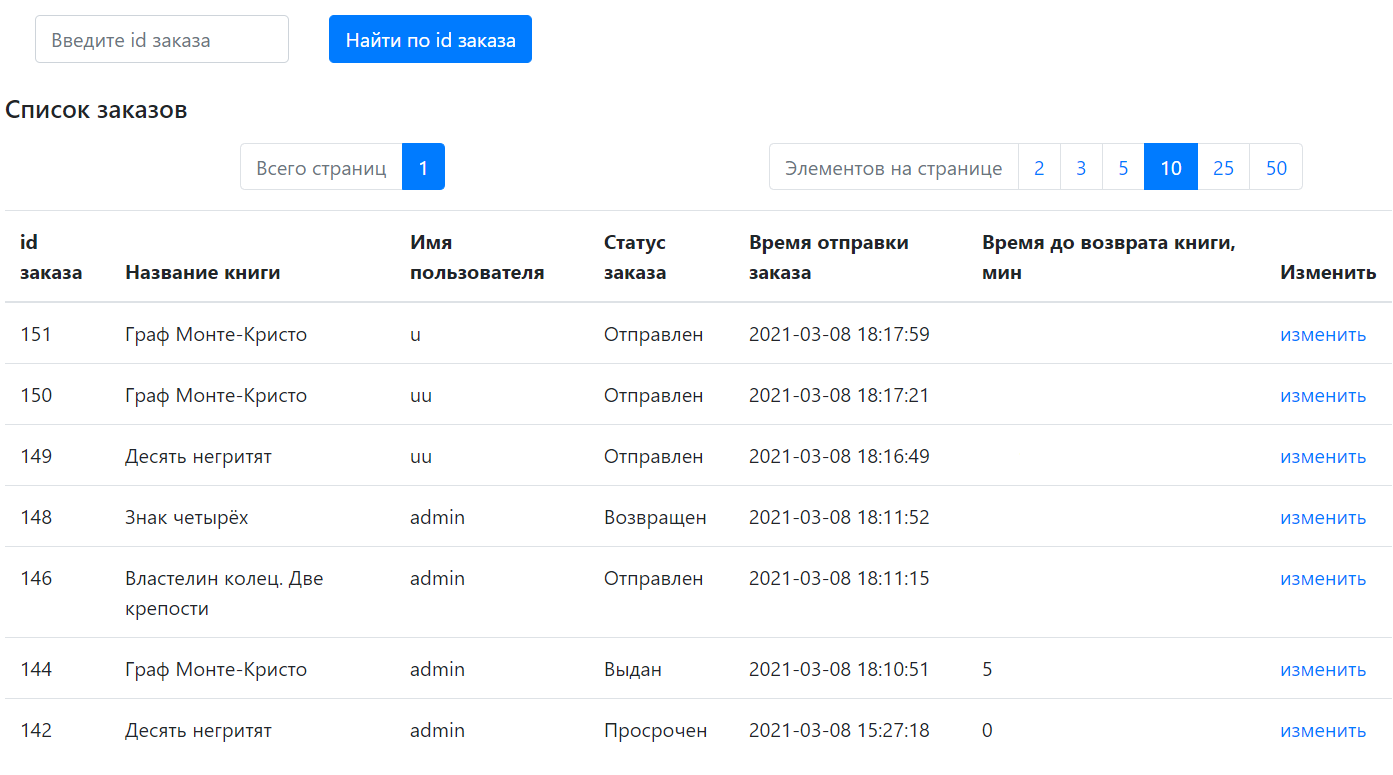 Введите id заказа Найти по id заказа
Список заказов
Всего страниц 1 Элементов на странице 2 3 5 10 25 50
id заказа Название книги Имя пользователя Статус заказа Время отправки заказа Время до возврата книги, мин Изменить
151 Граф Монте-Кристо u Отправлен 2021-03-08 18:17:59 изменить
150 Граф Монте-Кристо uu Отправлен 2021-03-08 18:17:21 изменить
149 Десять негритят uu Отправлен 2021-03-08 18:16:49 изменить
148 Знак четырёх admin Возвращен 2021-03-08 18:11:52 изменить
146 Властелин колец. Две крепости admin Отправлен 2021-03-08 18:11:15 изменить
144 Граф Монте-Кристо admin Выдан 2021-03-08 18:10:51 5 изменить
142 Десять негритят admin Просрочен 2021-03-08 15:27:18 0 изменить